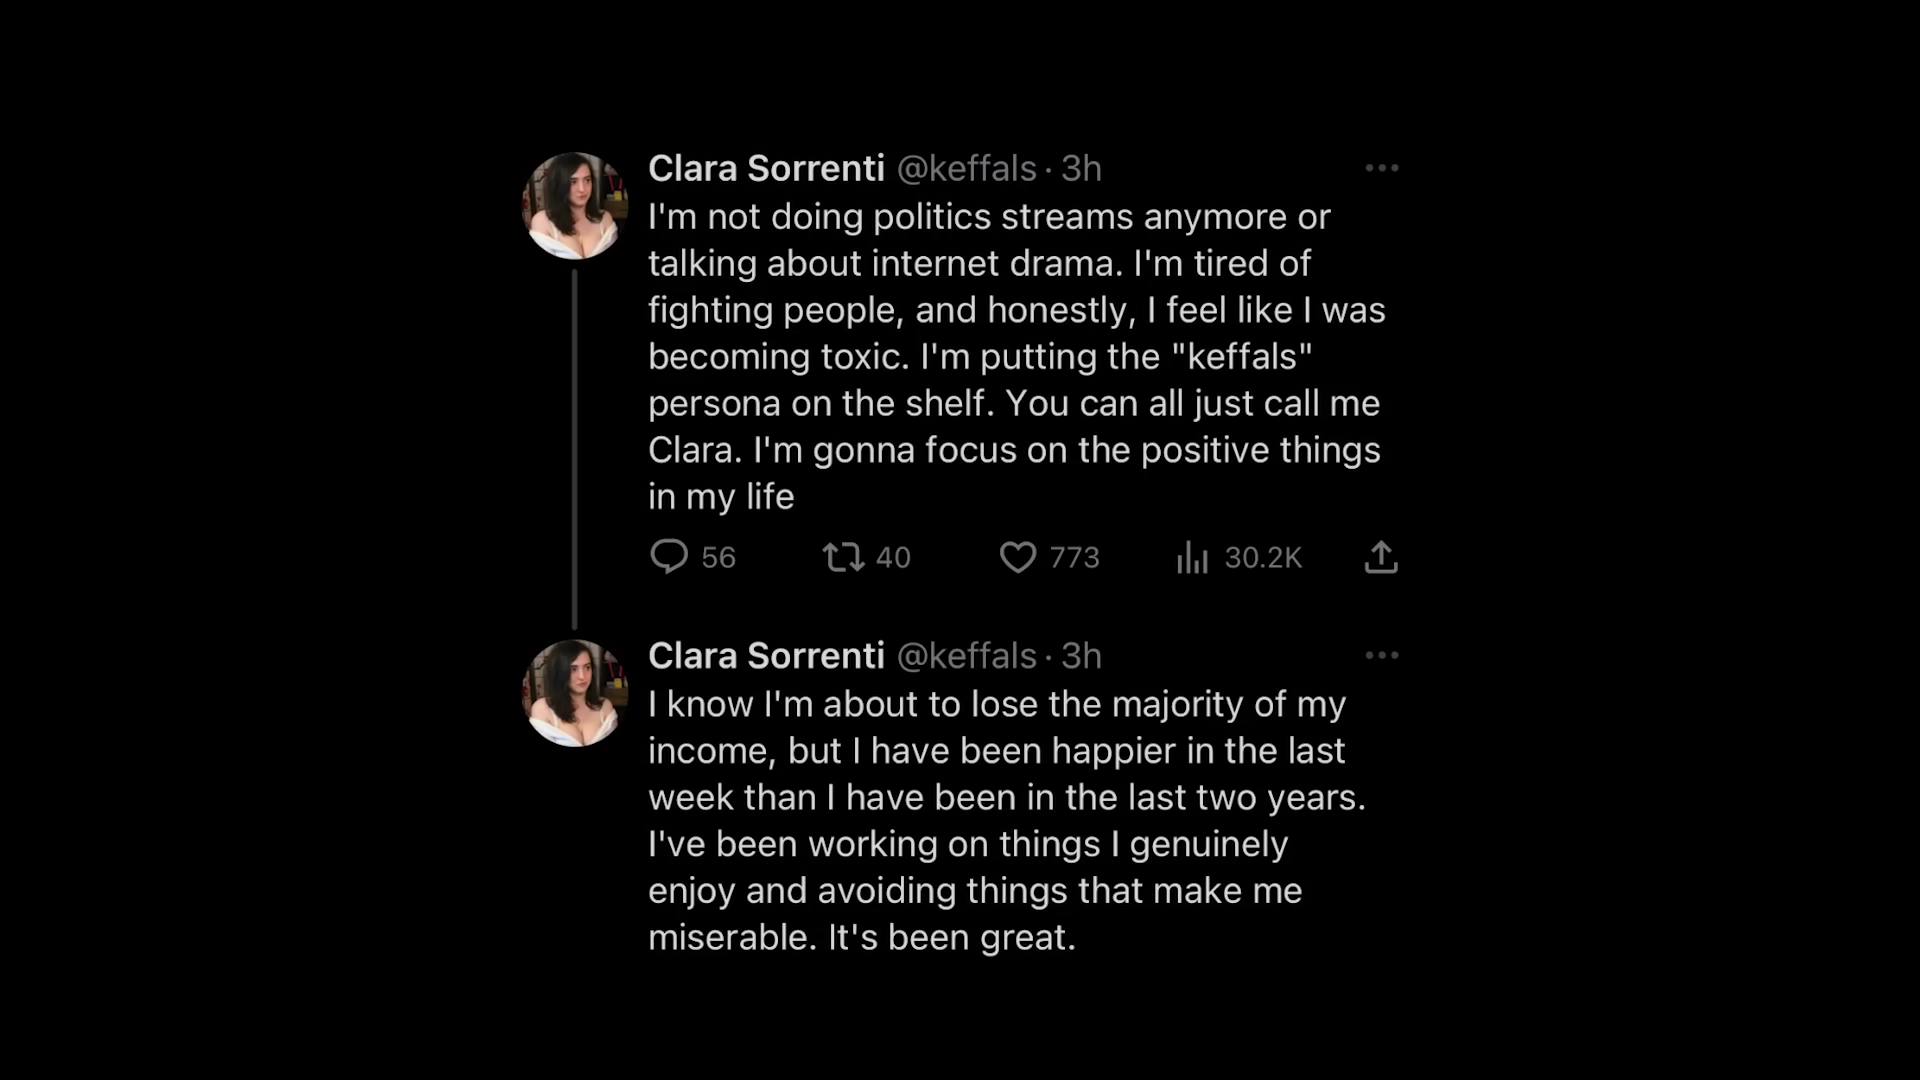 Clara Sorrenti @keffals · 3h
I'm not doing politics streams anymore or
talking about internet drama. I'm tired of
fighting people, and honestly, I feel like I was
becoming toxic. I'm putting the "keffals"
persona on the shelf. You can all just call me
Clara. I'm gonna focus on the positive things
in my life
56 40 773 30.2K
Clara Sorrenti @keffals · 3h
I know I'm about to lose the majority of my
income, but I have been happier in the last
week than I have been in the last two years.
I've been working on things I genuinely
enjoy and avoiding things that make me
miserable. It's been great.